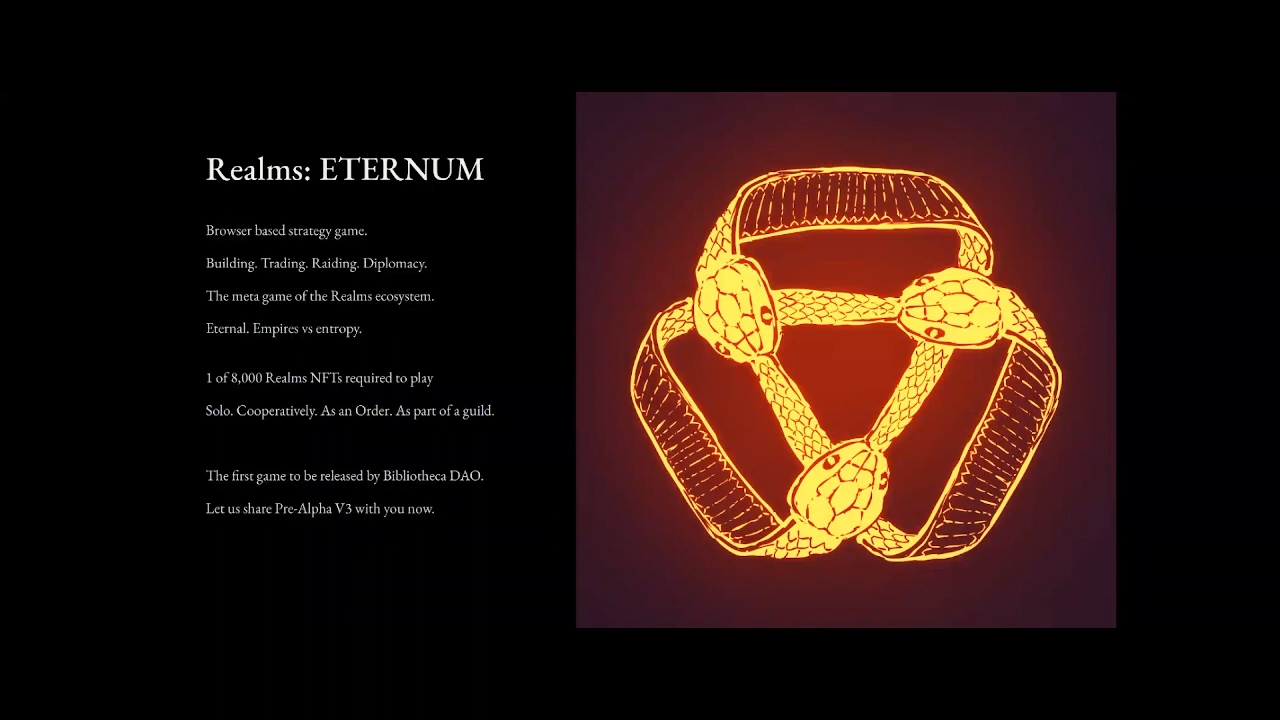 Realms: ETERNUM
Browser based strategy game.
Building. Trading. Raiding. Diplomacy.
The meta game of the Realms ecosystem.
Eternal. Empires vs entropy.
1 of 8,000 Realms NFTs required to play
Solo. Cooperatively. As an Order. As part of a guild.
The first game to be released by Bibliotheca DAO.
Let us share Pre-Alpha V3 with you now.